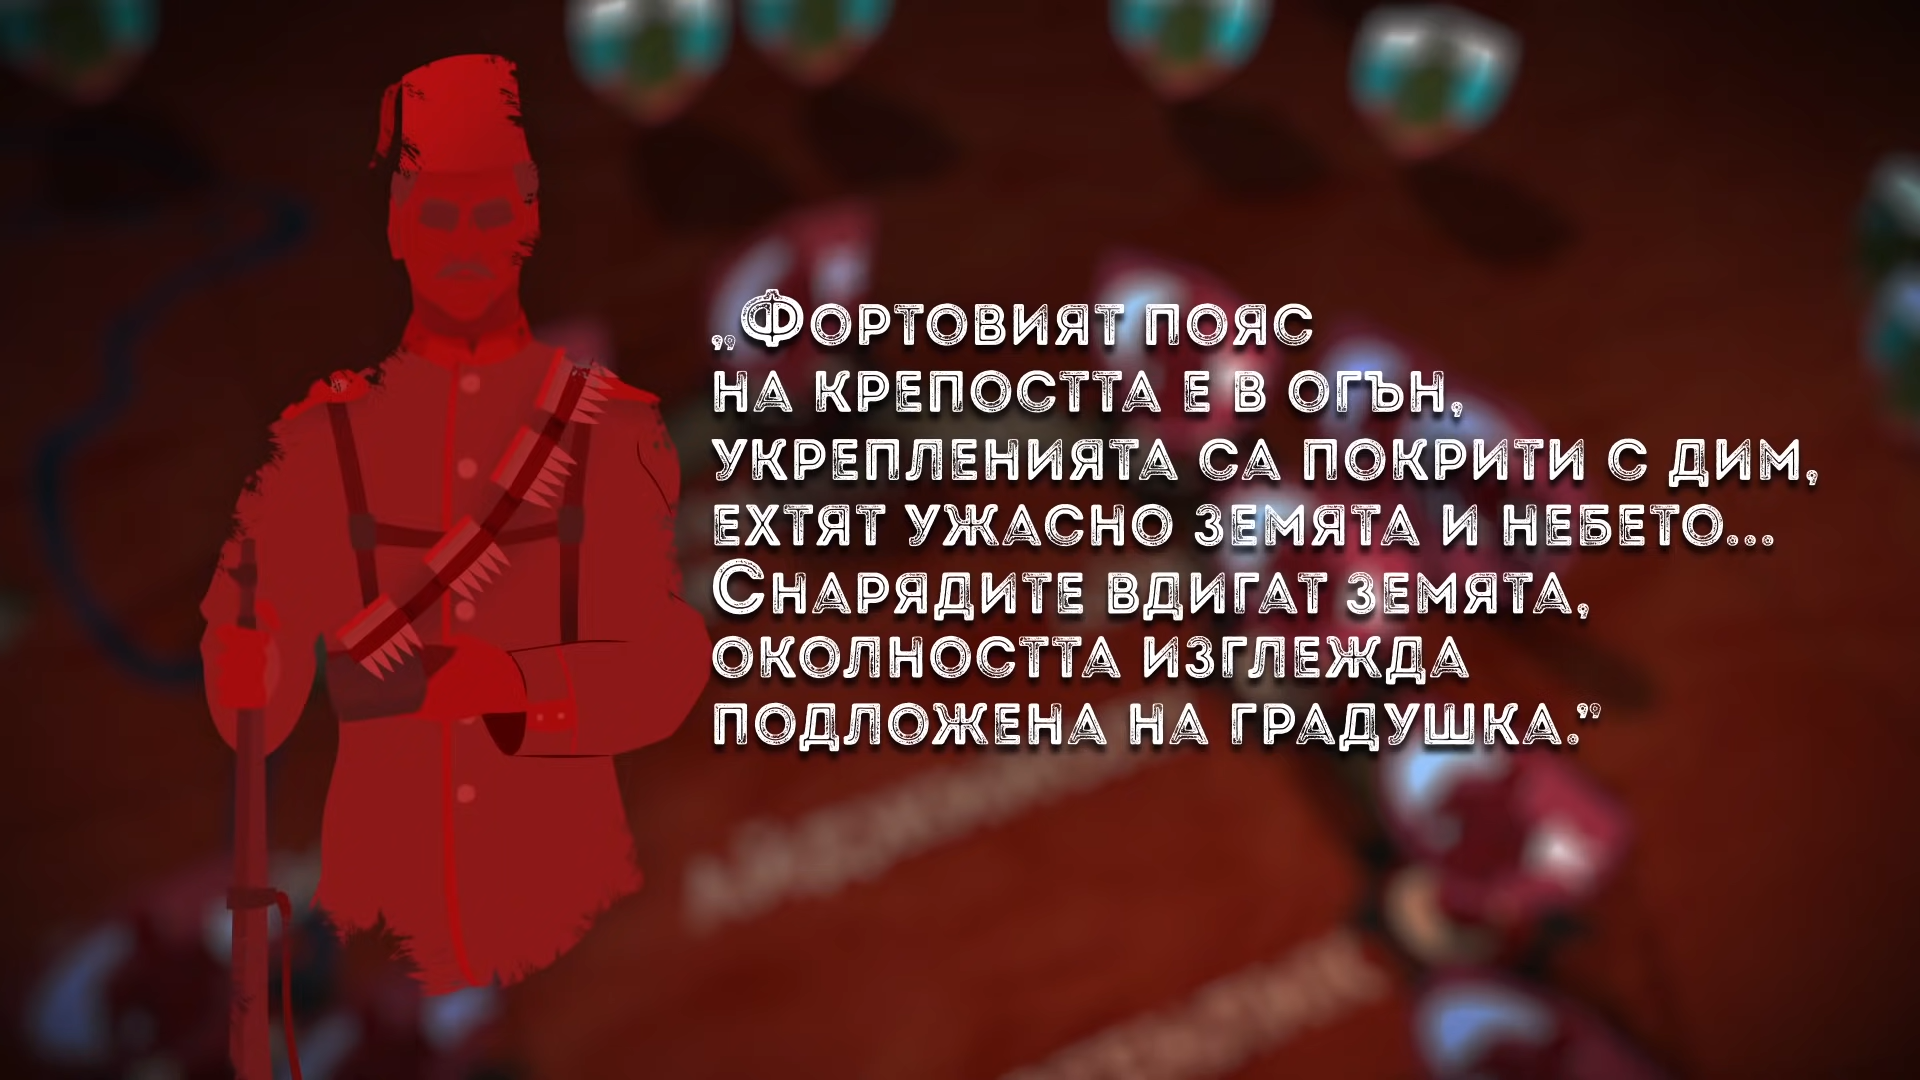 „Фортовият пояс
на крепостта е в огън,
укрепленията са покрити с дим,
ехтят ужасно земята и небето...
Снарядите вдигат земята,
околността изглежда
подложена на градушка.”